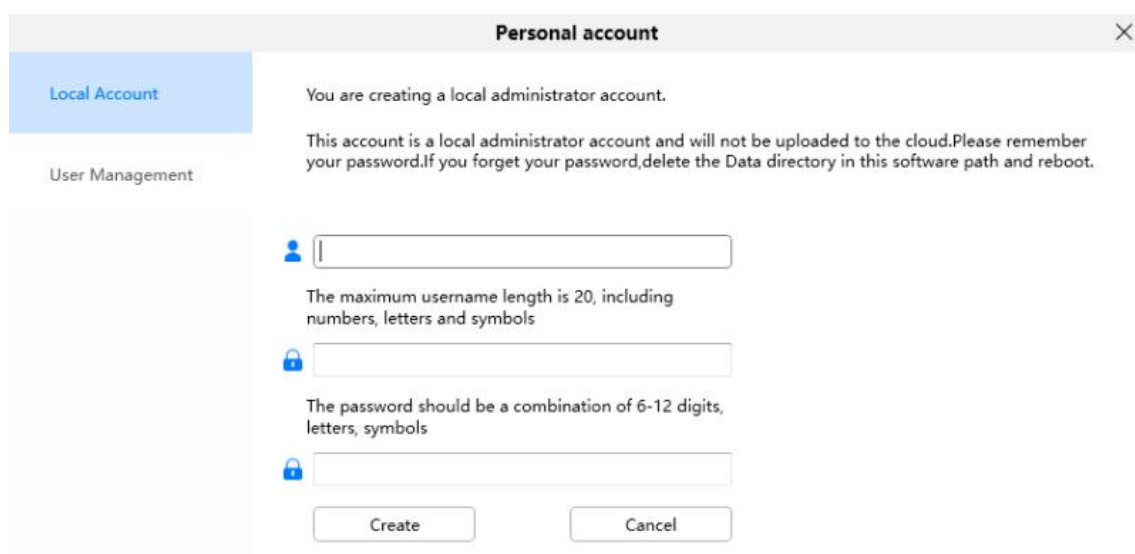 Personal account
Local Account
User Management
You are creating a local administrator account.
This account is a local administrator account and will not be uploaded to the cloud.Please remember
your password.If you forget your password,delete the Data directory in this software path and reboot.
The maximum username length is 20, including
numbers, letters and symbols
The password should be a combination of 6-12 digits,
letters, symbols
Create
Cancel